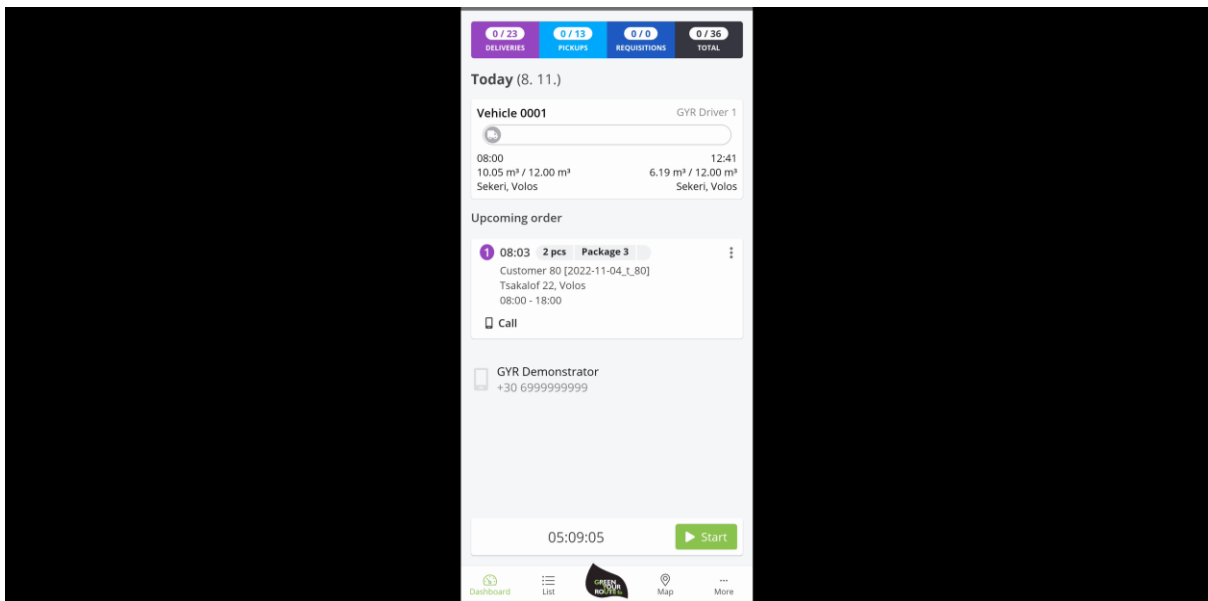 0 / 23 0 / 13 0 / 0 0 / 36
DELIVERIES PICKUPS REQUISITIONS TOTAL
Today (8. 11.)
Vehicle 0001 GYR Driver 1
08:00 12:41
10.05 m³ / 12.00 m³ 6.19 m³ / 12.00 m³
Sekeri, Volos Sekeri, Volos
Upcoming order
1 08:03 2 pcs Package 3
Customer 80 [2022-11-04_t_80]
Tsakalof 22, Volos
08:00 - 18:00
Call
GYR Demonstrator
+30 6999999999
05:09:05 Start
GREEN
YOUR
ROUTE
Dashboard List Map More